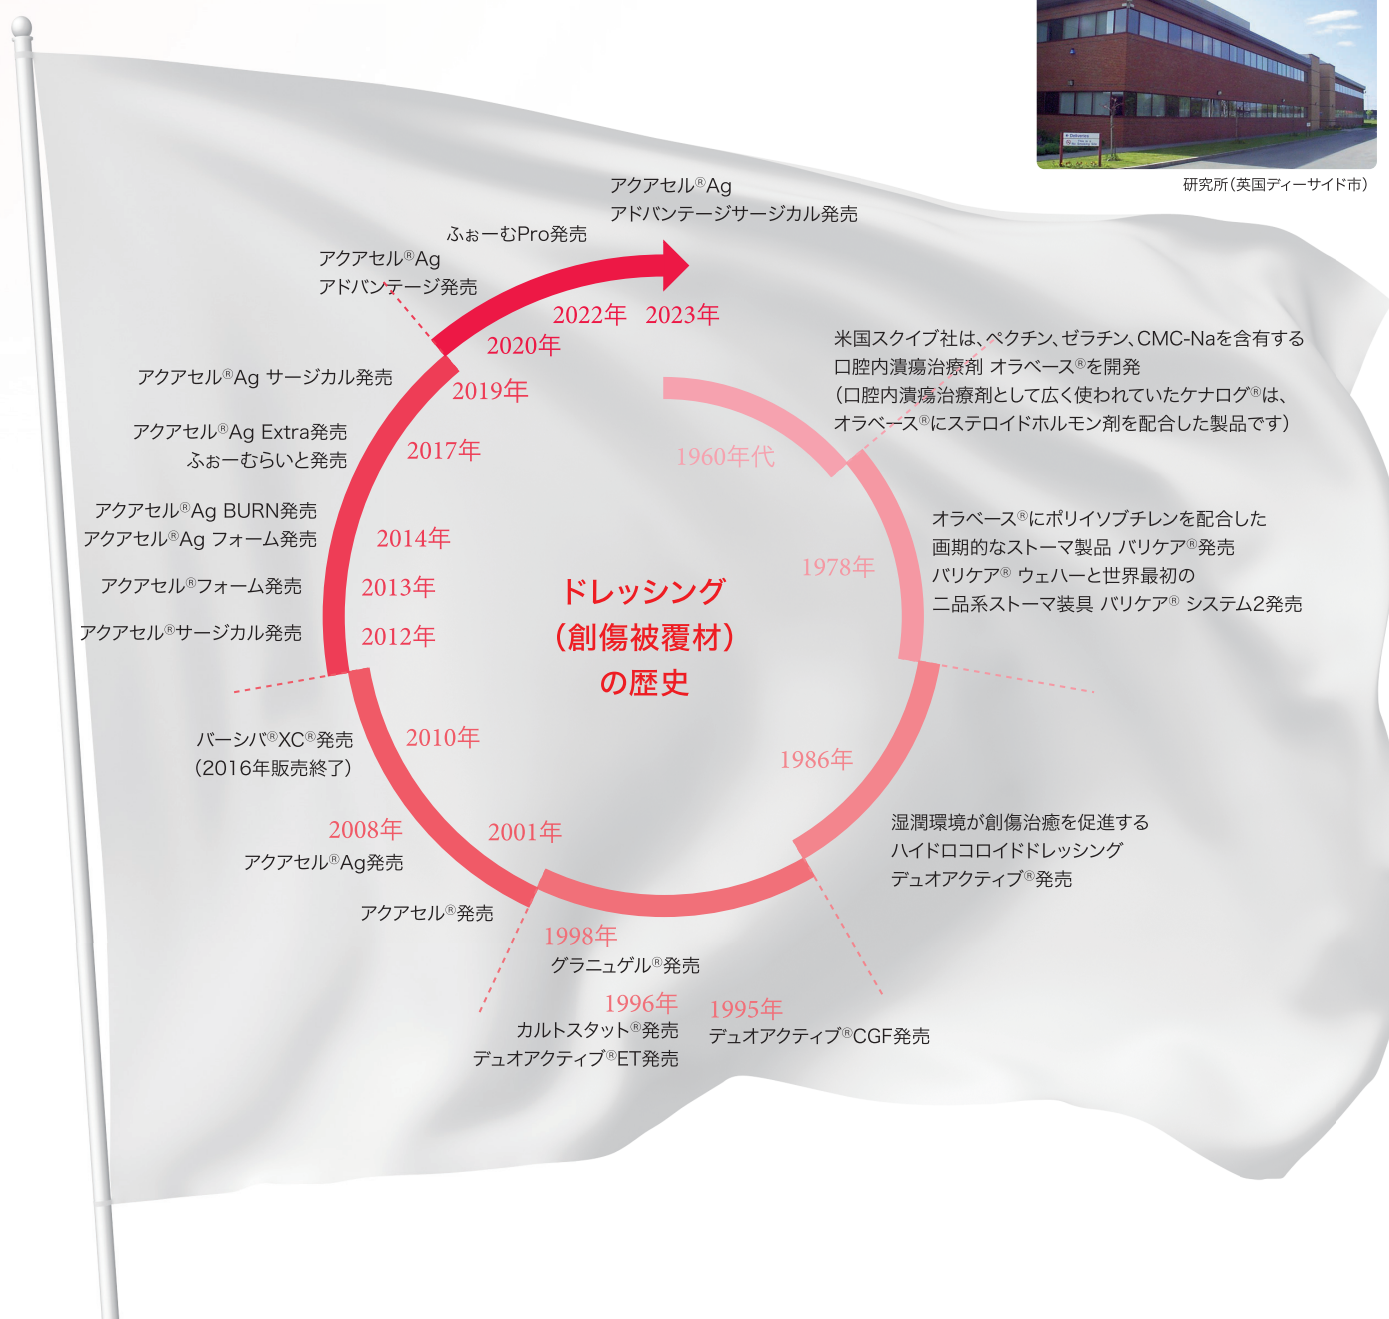 研究所(英国ディーサイド市)
ドレッシング
(創傷被覆材)
の歴史
1960年代
米国スクイブ社は、ペクチン、ゼラチン、CMC-Naを含有する
口腔内潰瘍治療剤 オラベース®を開発
(口腔内潰瘍治療剤として広く使われていたケナログ®は、
オラベース®にステロイドホルモン剤を配合した製品です)
1978年
オラベース®にポリイソブチレンを配合した
画期的なストーマ製品 バリケア®発売
バリケア® ウェハーと世界最初の
二品系ストーマ装具 バリケア® システム2発売
1986年
湿潤環境が創傷治癒を促進する
ハイドロコロイドドレッシング
デュオアクティブ®発売
1995年
デュオアクティブ®CGF発売
1996年
カルトスタット®発売
デュオアクティブ®ET発売
1998年
グラニュゲル®発売
2001年
アクアセル®発売
2008年
アクアセル®Ag発売
2010年
バーシバ®XC®発売
(2016年販売終了)
2012年
アクアセル®サージカル発売
2013年
アクアセル®フォーム発売
2014年
アクアセル®Ag BURN発売
アクアセル®Ag フォーム発売
2017年
アクアセル®Ag Extra発売
ふぉーむらいと発売
2019年
アクアセル®Ag サージカル発売
2020年
アクアセル®Ag
アドバンテージ発売
2022年
ふぉーむPro発売
2023年
アクアセル®Ag
アドバンテージサージカル発売